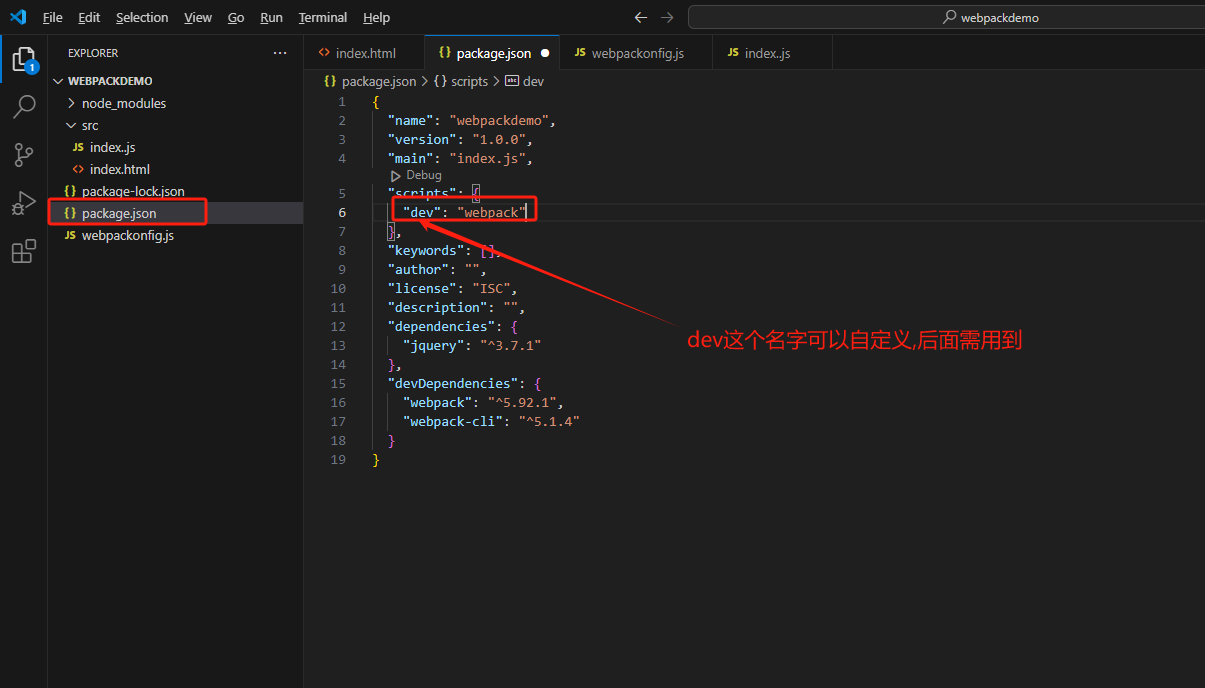 File Edit Selection View Go Run Terminal Help
webpackdemo
EXPLORER
WEBPACKDEMO
node_modules
src
JS index..js
index.html
package-lock.json
package.json
JS webpackonfig.js
1
index.html
package.json
JS webpackonfig.js
JS index..js
package.json > {} scripts > dev
1 {
2 "name": "webpackdemo",
3 "version": "1.0.0",
4 "main": "index.js",
Debug
5 "scripts": {
6 "dev": "webpack"
7 },
8 "keywords": [],
9 "author": "",
10 "license": "ISC",
11 "description": "",
12 "dependencies": {
13 "jquery": "^3.7.1"
14 },
15 "devDependencies": {
16 "webpack": "^5.92.1",
17 "webpack-cli": "^5.1.4"
18 }
19 }
dev这个名字可以自定义,后面需用到